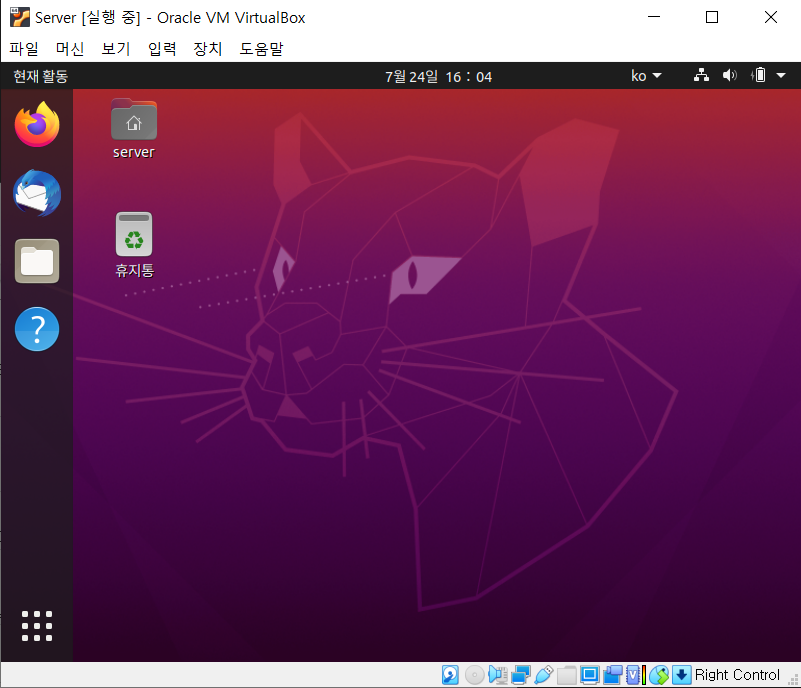 Server [실행 중] - Oracle VM VirtualBox
파일 머신 보기 입력 장치 도움말
현재 활동 7월 24일 16 : 04 ko
server
휴지통
?
Right Control